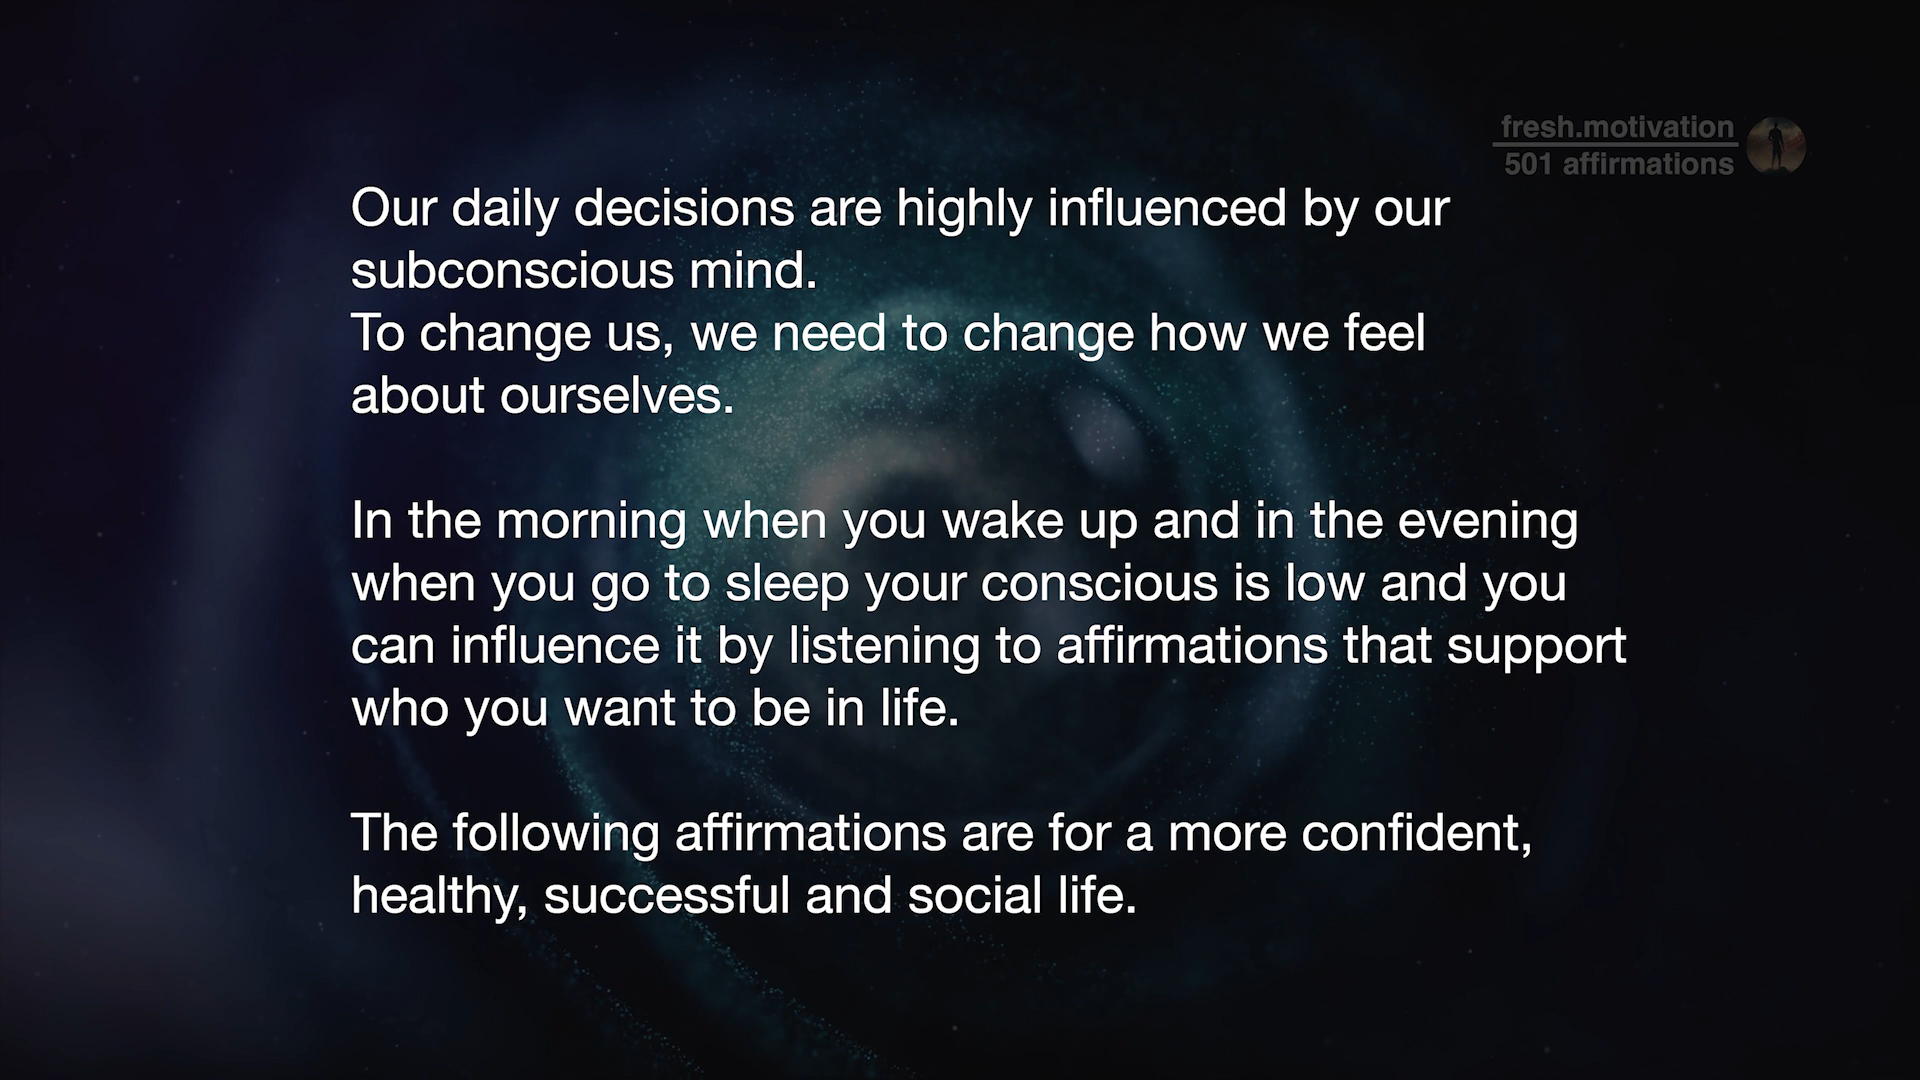 fresh.motivation
501 affirmations
Our daily decisions are highly influenced by our
subconscious mind.
To change us, we need to change how we feel
about ourselves.
In the morning when you wake up and in the evening
when you go to sleep your conscious is low and you
can influence it by listening to affirmations that support
who you want to be in life.
The following affirmations are for a more confident,
healthy, successful and social life.